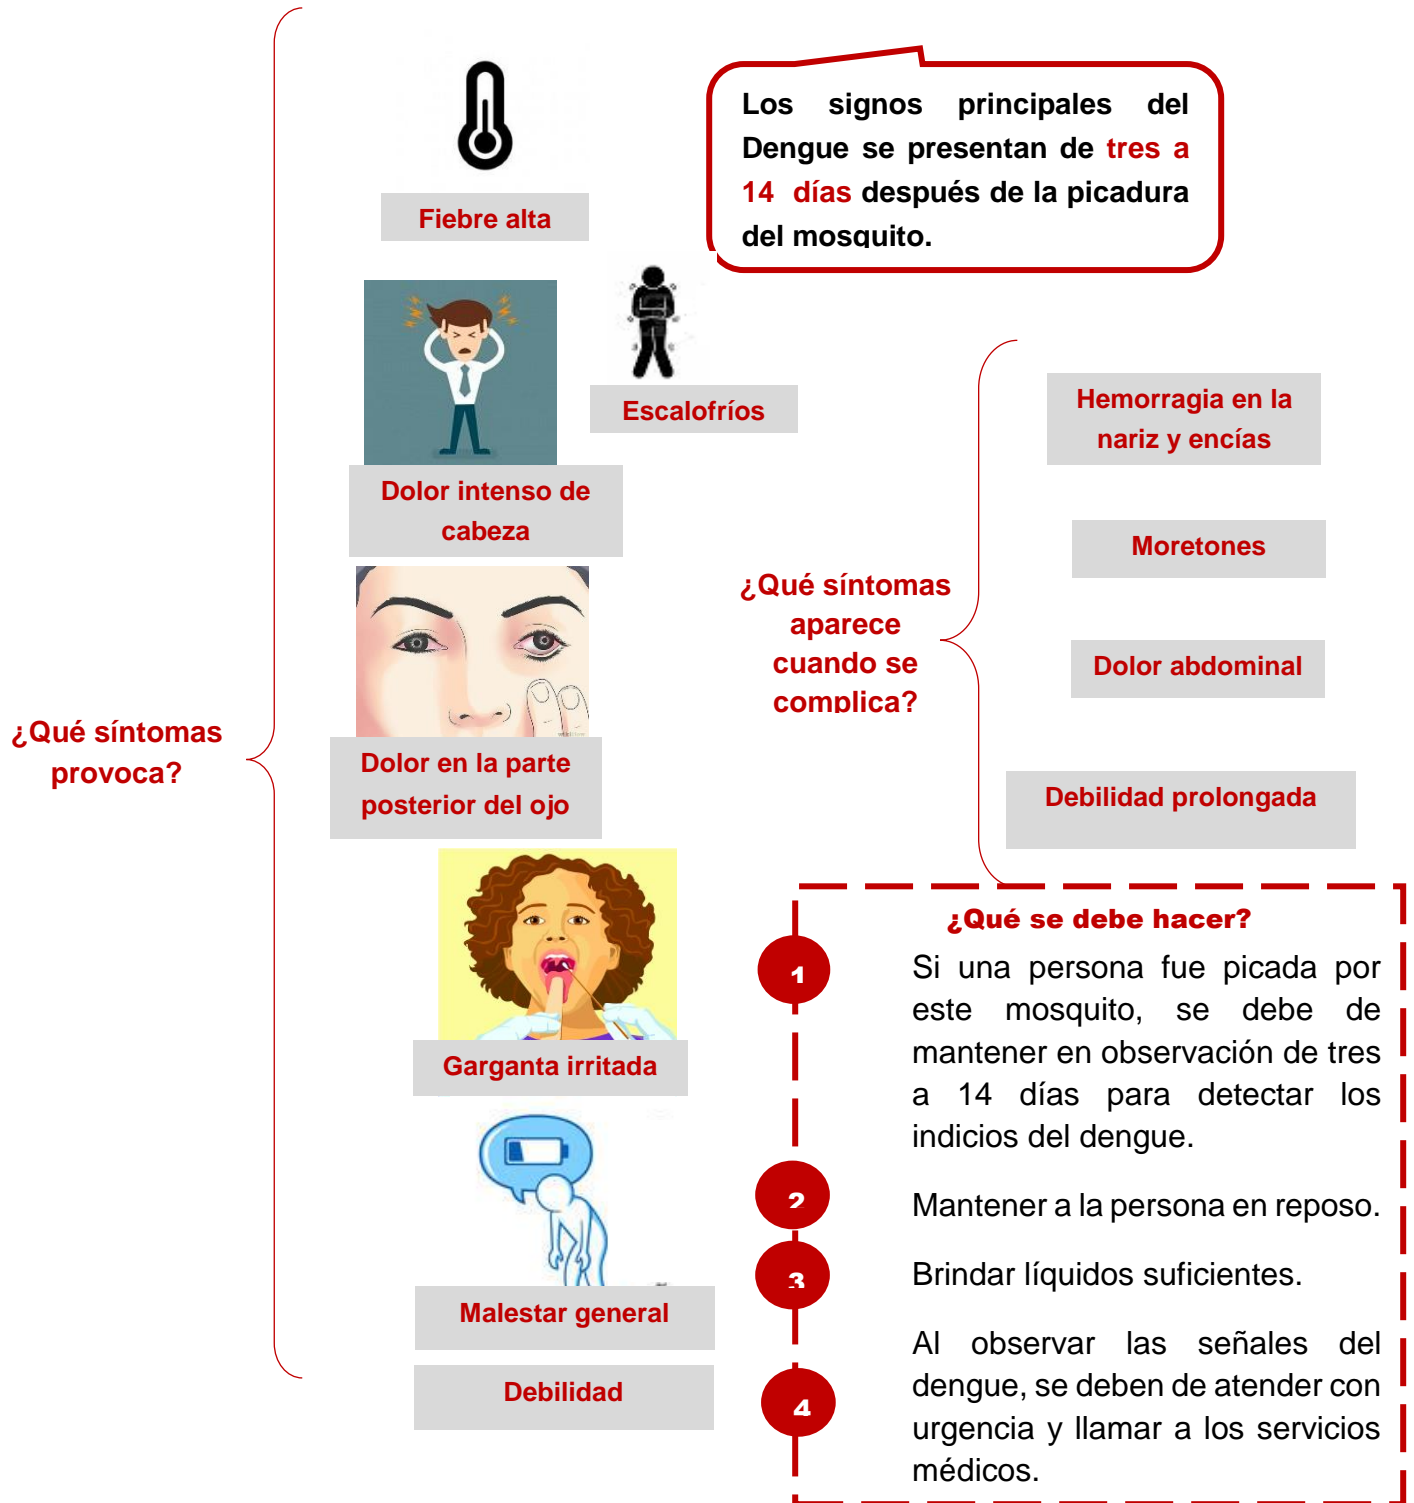 ¿Qué síntomas
provoca?
Fiebre alta
Escalofríos
Dolor intenso de
cabeza
Dolor en la parte
posterior del ojo
Garganta irritada
Malestar general
Debilidad
Los signos principales del
Dengue se presentan de tres a
14 días después de la picadura
del mosquito.
¿Qué síntomas
aparece
cuando se
complica?
Hemorragia en la
nariz y encías
Moretones
Dolor abdominal
Debilidad prolongada
¿Qué se debe hacer?
1
Si una persona fue picada por
este mosquito, se debe de
mantener en observación de tres
a 14 días para detectar los
indicios del dengue.
2
Mantener a la persona en reposo.
3
Brindar líquidos suficientes.
4
Al observar las señales del
dengue, se deben de atender con
urgencia y llamar a los servicios
médicos.